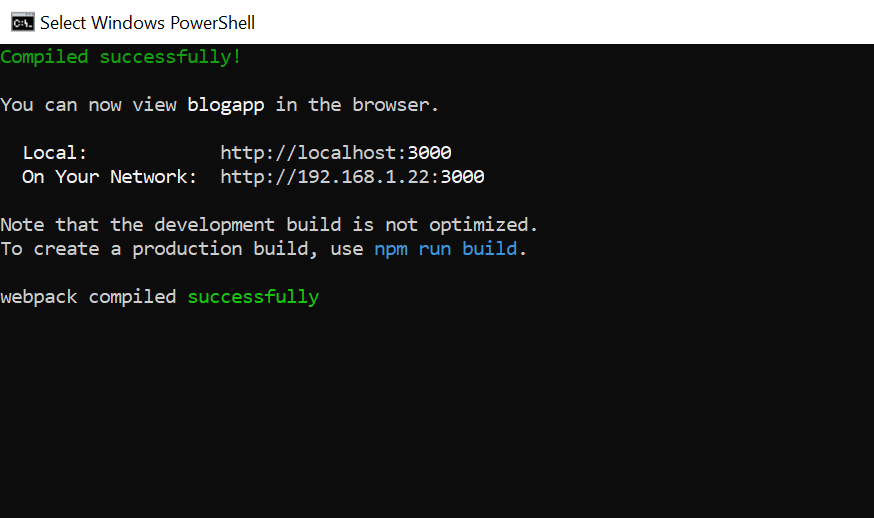 Select Windows PowerShell
Compiled successfully!
You can now view blogapp in the browser.
Local: http://localhost:3000
On Your Network: http://192.168.1.22:3000
Note that the development build is not optimized.
To create a production build, use npm run build.
webpack compiled successfully